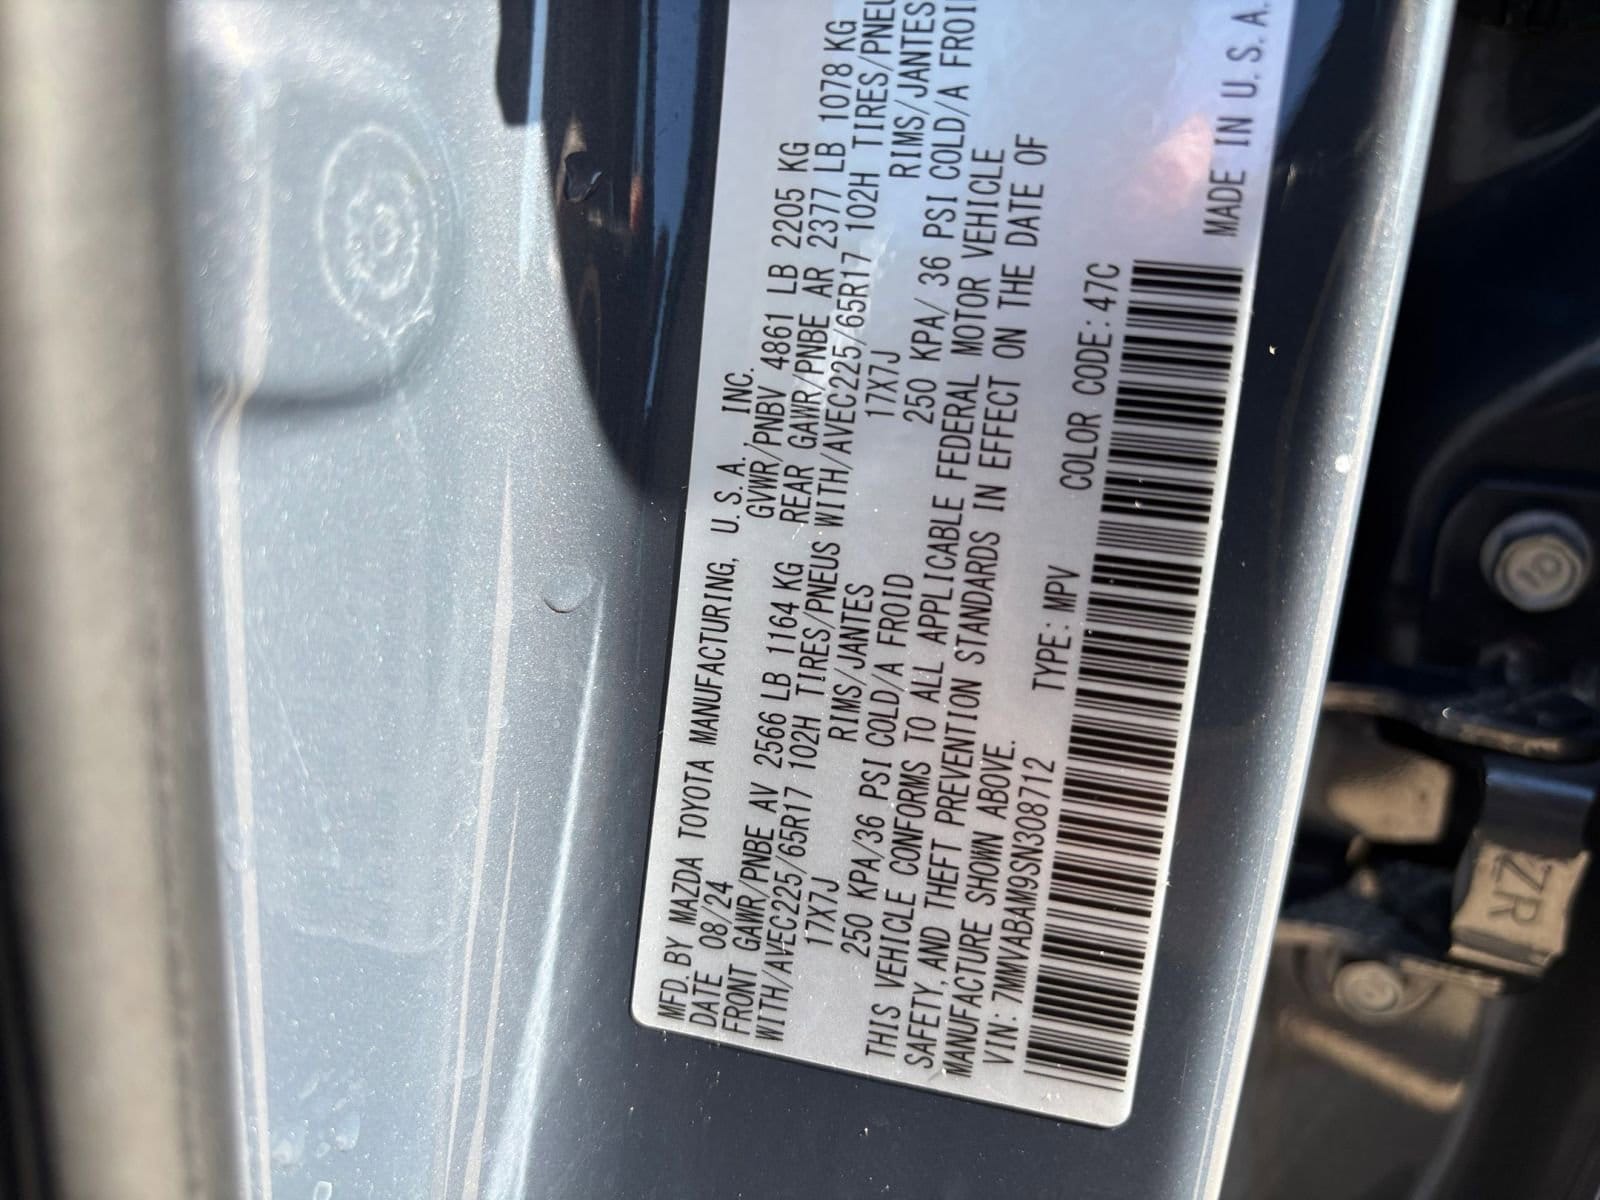 MFD. BY MAZDA TOYOTA MANUFACTURING, U.S.A., INC.
DATE 08/24 GVWR/PNBV 4861 LB 2205 KG
FRONT GAWR/PNBE AV 2566 LB 1164 KG REAR GAWR/PNBE AR 2377 LB 1078 KG
WITH/AVEC225/65R17 102H TIRES/PNEUS WITH/AVEC225/65R17 102H TIRES/PNEU
17X7J RIMS/JANTES 17X7J RIMS/JANTES
250 KPA/36 PSI COLD/A FROID 250 KPA/ 36 PSI COLD/A FROI
THIS VEHICLE CONFORMS TO ALL APPLICABLE FEDERAL MOTOR VEHICLE
SAFETY, AND THEFT PREVENTION STANDARDS IN EFFECT ON THE DATE OF
MANUFACTURE SHOWN ABOVE.
VIN: 7MMVABAM9SN308712 TYPE: MPV COLOR CODE: 47C
MADE IN U.S.A.
ZR
10